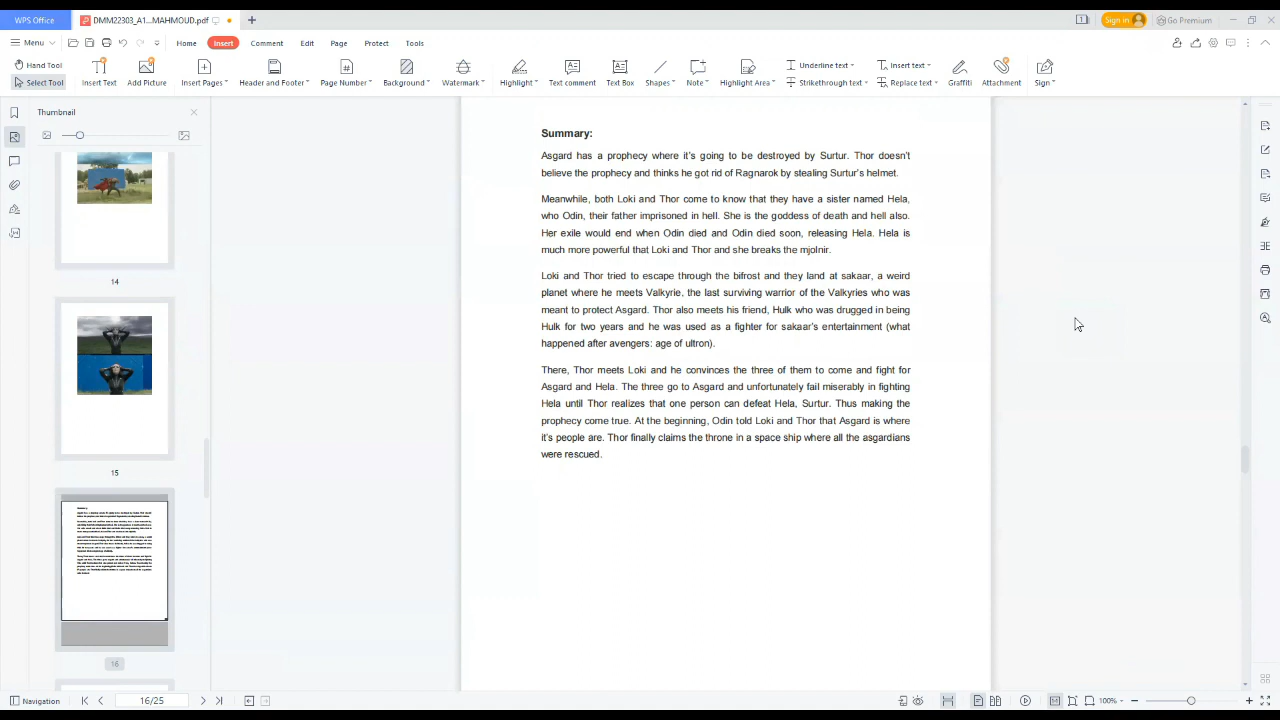 WPS Office
DMM22303_A1...MAHMOUD.pdf
+
1
Sign in
Go Premium
Menu
Home
Insert
Comment
Edit
Page
Protect
Tools
Hand Tool
Select Tool
Insert Text
Add Picture
Insert Pages
Header and Footer
Page Number
Background
Watermark
Highlight
Text comment
Text Box
Shapes
Note
Highlight Area
Underline text
Strikethrough text
Insert text
Replace text
Graffiti
Attachment
Sign
Thumbnail
14
15
16
Summary:
Asgard has a prophecy where it's going to be destroyed by Surtur. Thor doesn't
believe the prophecy and thinks he got rid of Ragnarok by stealing Surtur's helmet.
Meanwhile, both Loki and Thor come to know that they have a sister named Hela,
who Odin, their father imprisoned in hell. She is the goddess of death and hell also.
Her exile would end when Odin died and Odin died soon, releasing Hela. Hela is
much more powerful that Loki and Thor and she breaks the mjolnir.
Loki and Thor tried to escape through the bifrost and they land at sakaar, a weird
planet where he meets Valkyrie, the last surviving warrior of the Valkyries who was
meant to protect Asgard. Thor also meets his friend, Hulk who was drugged in being
Hulk for two years and he was used as a fighter for sakaar's entertainment (what
happened after avengers: age of ultron).
There, Thor meets Loki and he convinces the three of them to come and fight for
Asgard and Hela. The three go to Asgard and unfortunately fail miserably in fighting
Hela until Thor realizes that one person can defeat Hela, Surtur. Thus making the
prophecy come true. At the beginning, Odin told Loki and Thor that Asgard is where
it's people are. Thor finally claims the throne in a space ship where all the asgardians
were rescued.
Navigation
16/25
100%